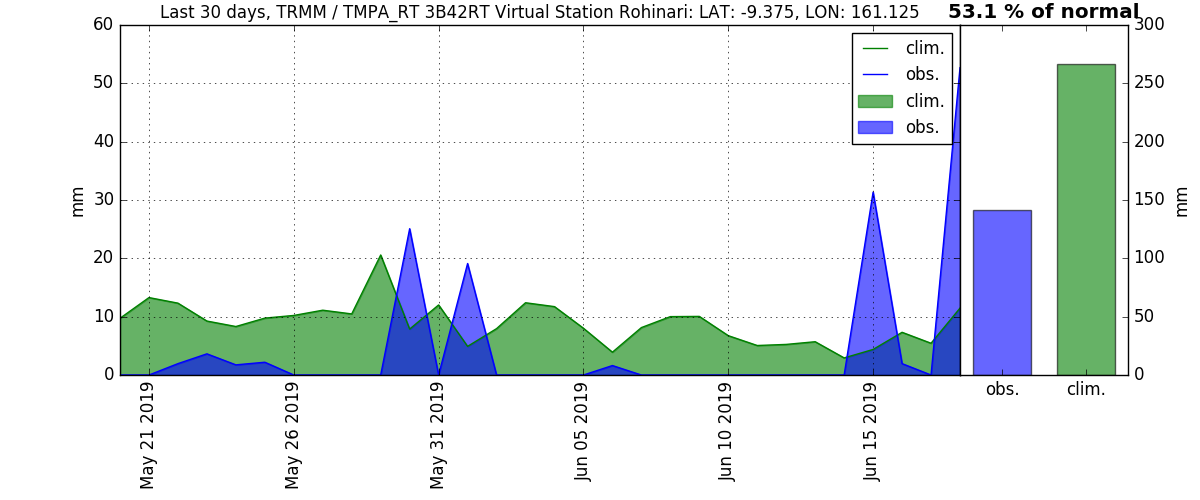 Last 30 days, TRMM / TMPA_RT 3B42RT Virtual Station Rohinari: LAT: -9.375, LON: 161.125
53.1 % of normal
60
50
40
30
20
10
0
mm
clim.
obs.
clim.
obs.
May 21 2019
May 26 2019
May 31 2019
Jun 05 2019
Jun 10 2019
Jun 15 2019
300
250
200
150
100
50
0
mm
obs.
clim.